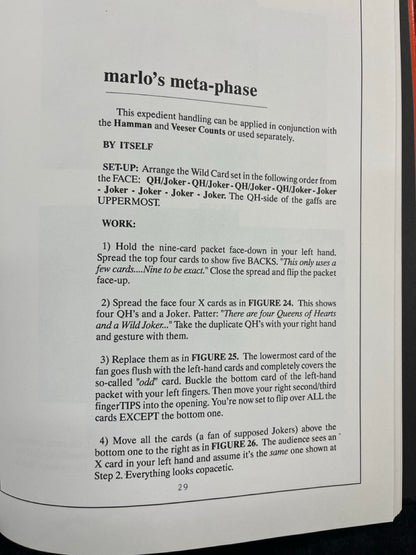 marlo's meta-phase
This expedient handling can be applied in conjunction with
the Hamman and Veeser Counts or used separately.
BY ITSELF
SET-UP: Arrange the Wild Card set in the following order from
the FACE: QH/Joker - QH/Joker - QH/Joker - QH/Joker - Joker
- Joker - Joker - Joker - Joker. The QH-side of the gaffs are
UPPERMOST.
WORK:
1) Hold the nine-card packet face-down in your left hand.
Spread the top four cards to show five BACKS. "This only uses a
few cards....Nine to be exact." Close the spread and flip the packet
face-up.
2) Spread the face four X cards as in FIGURE 24. This shows
four QH's and a Joker. Patter: "There are four Queens of Hearts
and a Wild Joker..." Take the duplicate QH's with your right hand
and gesture with them.
3) Replace them as in FIGURE 25. The lowermost card of the
fan goes flush with the left-hand cards and completely covers the
so-called "odd" card. Buckle the bottom card of the left-hand
packet with your left fingers. Then move your right second/third
fingerTIPS into the opening. You're now set to flip over ALL the
cards EXCEPT the bottom one.
4) Move all the cards (a fan of supposed Jokers) above the
bottom one to the right as in FIGURE 26. The audience sees an
X card in your left hand and assume it's the same one shown at
Step 2. Everything looks copacetic.
29